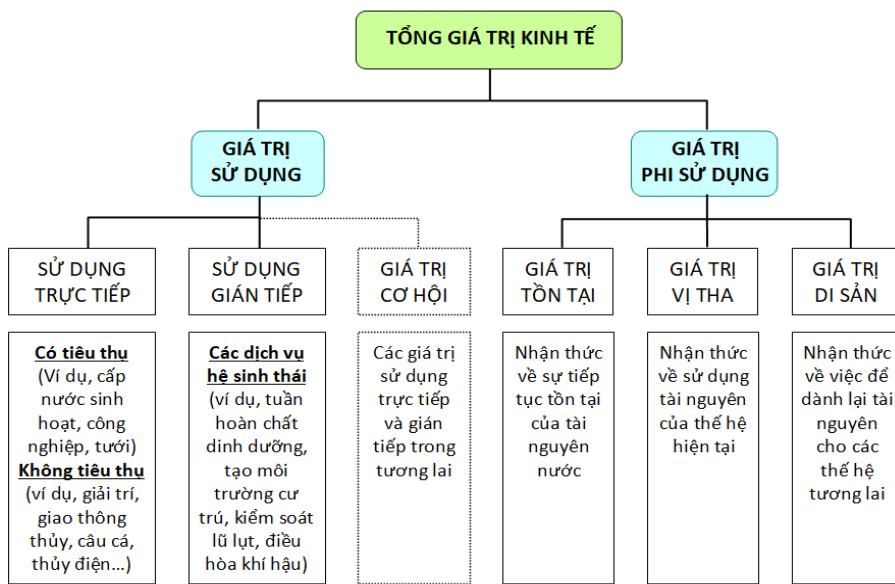 TỔNG GIÁ TRỊ KINH TẾ
GIÁ TRỊ
SỬ DỤNG
GIÁ TRỊ
PHI SỬ DỤNG
SỬ DỤNG
TRỰC TIẾP
SỬ DỤNG
GIÁN TIẾP
GIÁ TRỊ
CƠ HỘI
GIÁ TRỊ
TỒN TẠI
GIÁ TRỊ
VỊ THA
GIÁ TRỊ
DI SẢN
Có tiêu thụ
(Ví dụ, cấp
nước sinh
hoạt, công
nghiệp, tưới)
Không tiêu thụ
(ví dụ, giải trí,
giao thông
thủy, câu cá,
thủy điện...)
Các dịch vụ
hệ sinh thái
(ví dụ, tuần
hoàn chất
dinh dưỡng,
tạo môi
trường cư
trú, kiểm soát
lũ lụt, điều
hòa khí hậu)
Các giá trị
sử dụng
trực tiếp
và gián
tiếp trong
tương lai
Nhận thức
về sự tiếp
tục tồn tại
của tài
nguyên
nước
Nhận thức
về sử dụng
tài nguyên
của thế hệ
hiện tại
Nhận thức
về việc để
dành lại tài
nguyên
cho các
thế hệ
tương lai